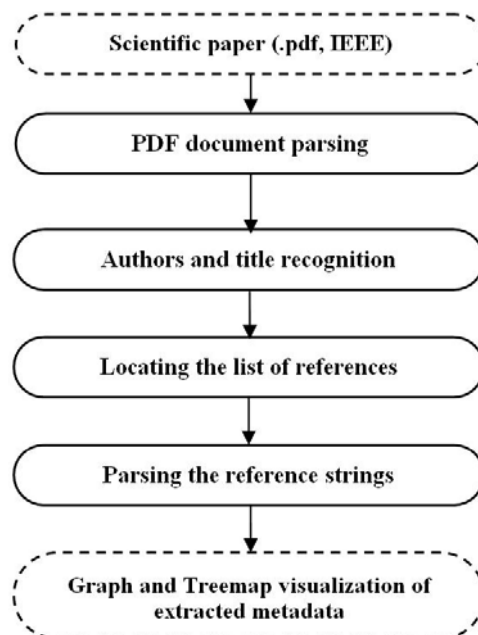 Scientific paper (.pdf, IEEE)
PDF document parsing
Authors and title recognition
Locating the list of references
Parsing the reference strings
Graph and Treemap visualization of
extracted metadata